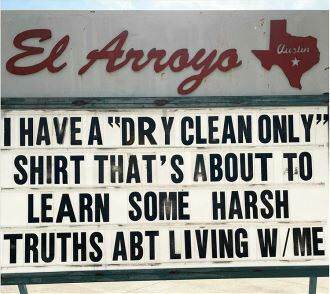 El Arroyo
Austin
I HAVE A "DRY CLEAN ONLY"
SHIRT THAT'S ABOUT TO
LEARN SOME HARSH
TRUTHS ABT LIVING W/ME